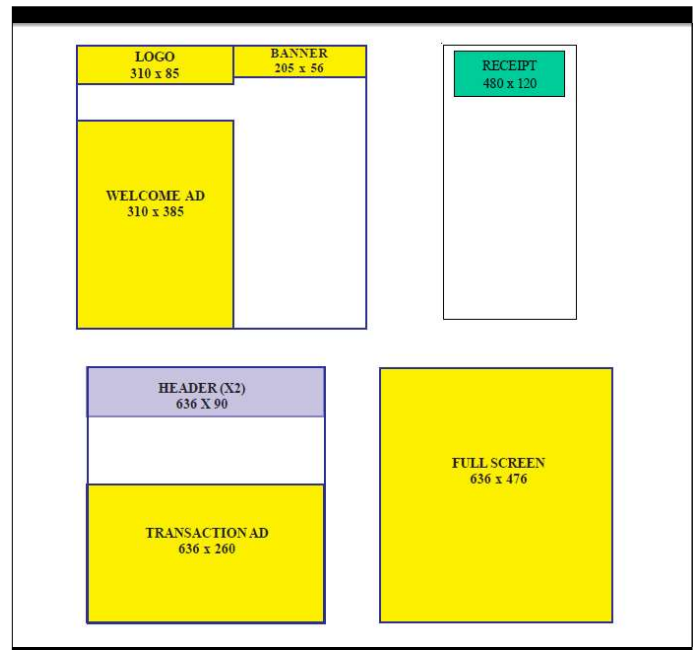 LOGO
310 x 85
BANNER
205 x 56
RECEIPT
480 x 120
WELCOME AD
310 x 385
HEADER (X2)
636 X 90
FULL SCREEN
636 x 476
TRANSACTION AD
636 x 260